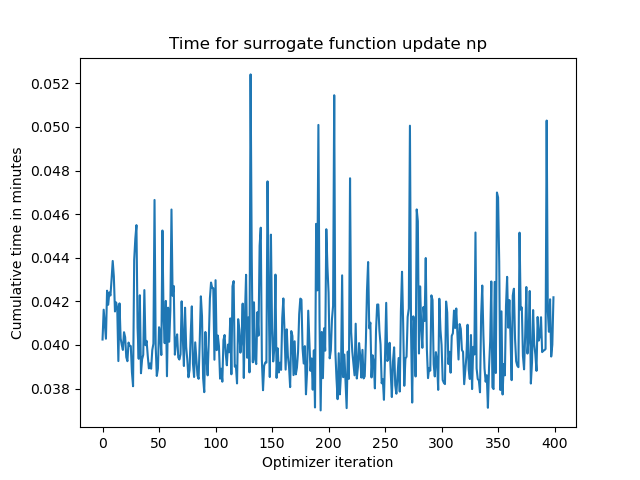 Time for surrogate function update np
Cumulative time in minutes
0.052
0.050
0.048
0.046
0.044
0.042
0.040
0.038
0 50 100 150 200 250 300 350 400
Optimizer iteration